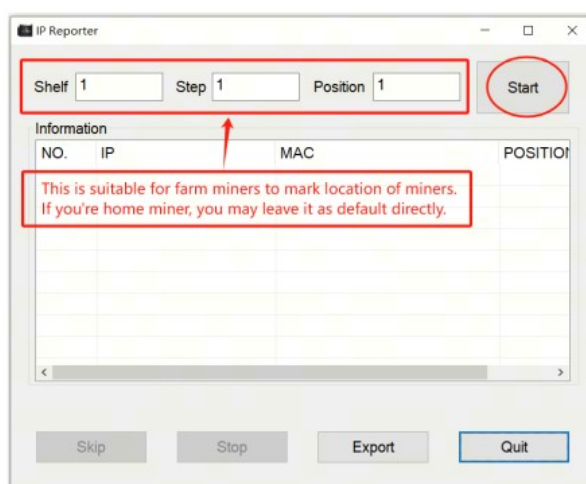 IP Reporter
Shelf 1 Step 1 Position 1 Start
Information
NO. IP MAC POSITION
This is suitable for farm miners to mark location of miners.
If you're home miner, you may leave it as default directly.
Skip Stop Export Quit